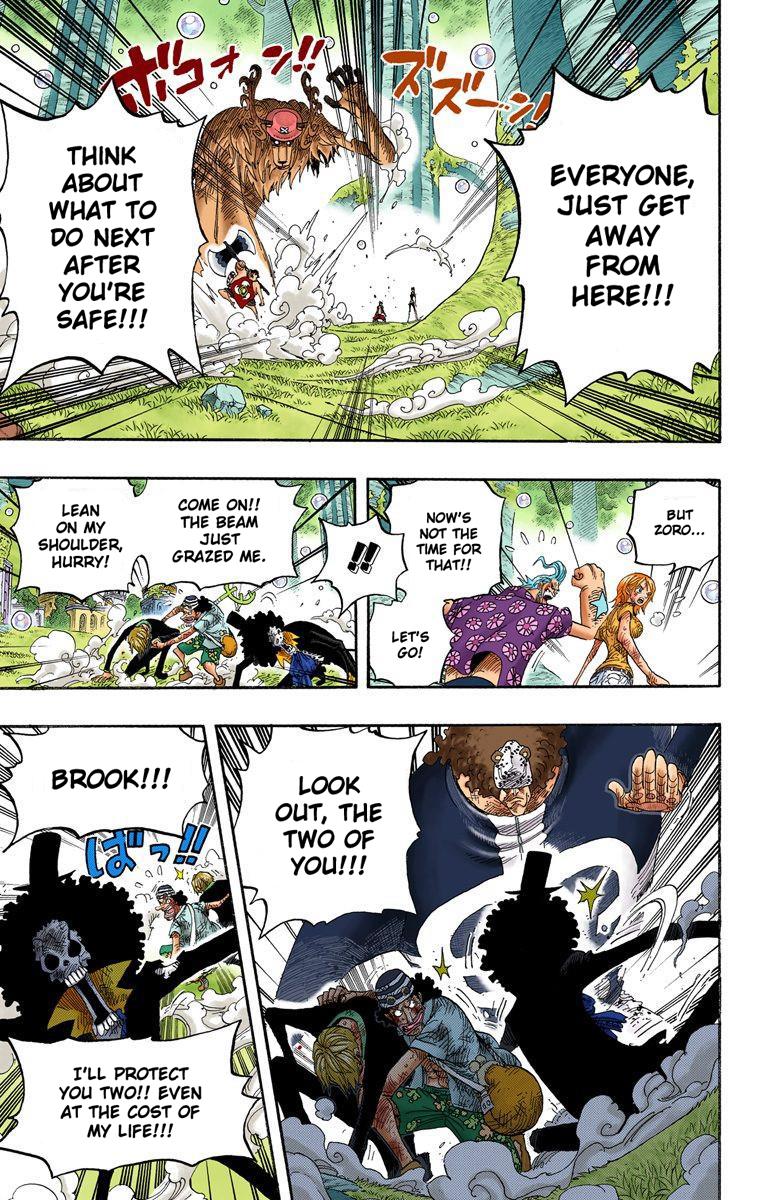 ズズーン!
ボコォン!!
EVERYONE,
JUST GET
AWAY
FROM
HERE!!!
THINK
ABOUT
WHAT TO
DO NEXT
AFTER
YOU'RE
SAFE!!!
BUT
ZORO...
NOW'S
NOT THE
TIME FOR
THAT!!
LET'S
GO!
!!
COME ON!!
THE BEAM
JUST
GRAZED ME.
LEAN
ON MY
SHOULDER,
HURRY!
LOOK
OUT, THE
TWO OF
YOU!!!
BROOK!!!
ばっ!!
I'LL PROTECT
YOU TWO!! EVEN
AT THE COST OF
MY LIFE!!!